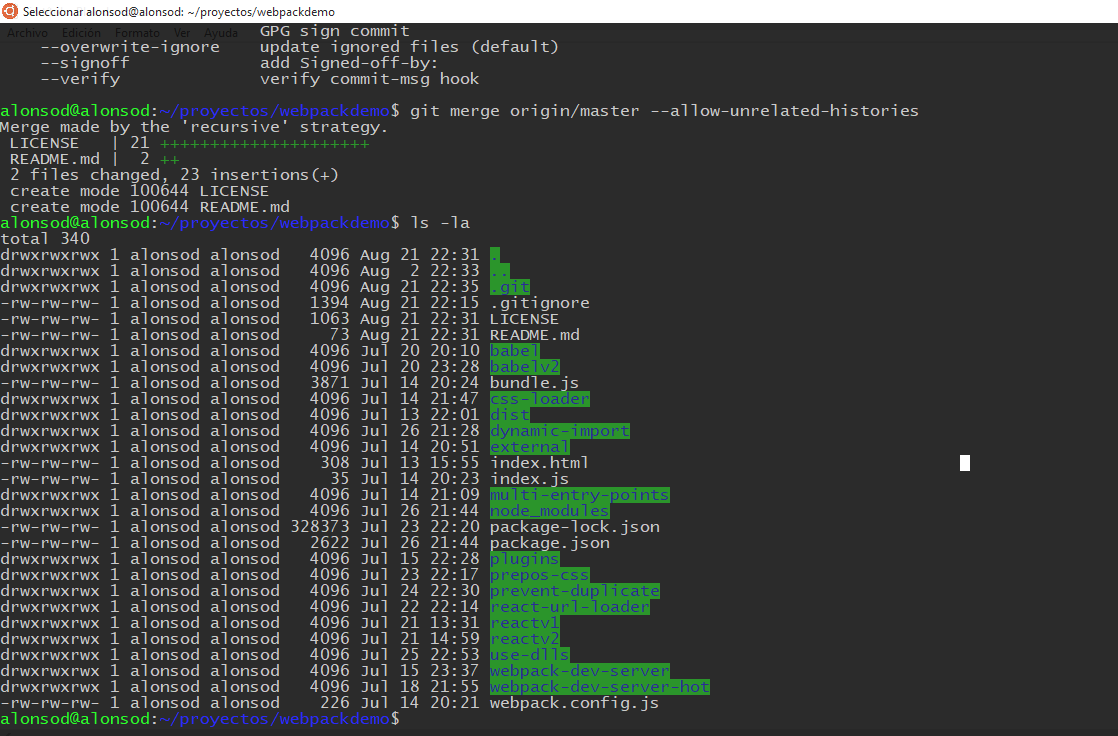 Seleccionar alonsod@alonsod: ~/proyectos/webpackdemo
Archivo Edición Formato Ver Ayuda
GPG sign commit
--overwrite-ignore    update ignored files (default)
--signoff             add Signed-off-by:
--verify              verify commit-msg hook
alonsod@alonsod:~/proyectos/webpackdemo$ git merge origin/master --allow-unrelated-histories
Merge made by the 'recursive' strategy.
 LICENSE   | 21 +++++++++++++++++++++
 README.md |  2 ++
 2 files changed, 23 insertions(+)
 create mode 100644 LICENSE
 create mode 100644 README.md
alonsod@alonsod:~/proyectos/webpackdemo$ ls -la
total 340
drwxrwxrwx 1 alonsod alonsod   4096 Aug 21 22:31 .
drwxrwxrwx 1 alonsod alonsod   4096 Aug  2 22:33 ..
drwxrwxrwx 1 alonsod alonsod   4096 Aug 21 22:35 .git
-rw-rw-rw- 1 alonsod alonsod   1394 Aug 21 22:15 .gitignore
-rw-rw-rw- 1 alonsod alonsod   1063 Aug 21 22:31 LICENSE
-rw-rw-rw- 1 alonsod alonsod     73 Aug 21 22:31 README.md
drwxrwxrwx 1 alonsod alonsod   4096 Jul 20 20:10 babel
drwxrwxrwx 1 alonsod alonsod   4096 Jul 20 23:28 babelv2
-rw-rw-rw- 1 alonsod alonsod   3871 Jul 14 20:24 bundle.js
drwxrwxrwx 1 alonsod alonsod   4096 Jul 14 21:47 css-loader
drwxrwxrwx 1 alonsod alonsod   4096 Jul 13 22:01 dist
drwxrwxrwx 1 alonsod alonsod   4096 Jul 26 21:28 dynamic-import
drwxrwxrwx 1 alonsod alonsod   4096 Jul 14 20:51 external
-rw-rw-rw- 1 alonsod alonsod    308 Jul 13 15:55 index.html
-rw-rw-rw- 1 alonsod alonsod     35 Jul 14 20:23 index.js
drwxrwxrwx 1 alonsod alonsod   4096 Jul 14 21:09 multi-entry-points
drwxrwxrwx 1 alonsod alonsod   4096 Jul 26 21:44 node_modules
-rw-rw-rw- 1 alonsod alonsod 328373 Jul 23 22:20 package-lock.json
-rw-rw-rw- 1 alonsod alonsod   2622 Jul 26 21:44 package.json
drwxrwxrwx 1 alonsod alonsod   4096 Jul 15 22:28 plugins
drwxrwxrwx 1 alonsod alonsod   4096 Jul 23 22:17 prepos-css
drwxrwxrwx 1 alonsod alonsod   4096 Jul 24 22:30 prevent-duplicate
drwxrwxrwx 1 alonsod alonsod   4096 Jul 22 22:14 react-url-loader
drwxrwxrwx 1 alonsod alonsod   4096 Jul 21 13:31 reactv1
drwxrwxrwx 1 alonsod alonsod   4096 Jul 21 14:59 reactv2
drwxrwxrwx 1 alonsod alonsod   4096 Jul 25 22:53 use-dlls
drwxrwxrwx 1 alonsod alonsod   4096 Jul 15 23:37 webpack-dev-server
drwxrwxrwx 1 alonsod alonsod   4096 Jul 18 21:55 webpack-dev-server-hot
-rw-rw-rw- 1 alonsod alonsod    226 Jul 14 20:21 webpack.config.js
alonsod@alonsod:~/proyectos/webpackdemo$